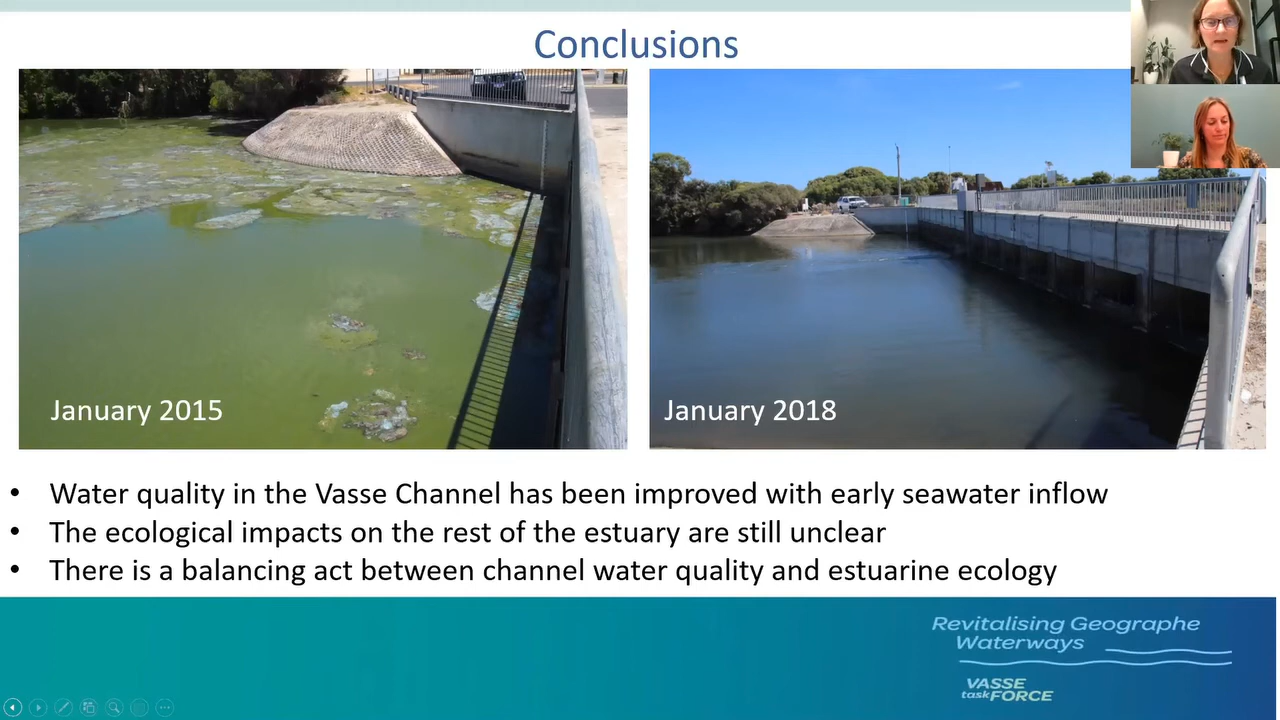 Conclusions
January 2015
January 2018
• Water quality in the Vasse Channel has been improved with early seawater inflow
• The ecological impacts on the rest of the estuary are still unclear
• There is a balancing act between channel water quality and estuarine ecology
Revitalising Geographe
Waterways
VASSE
taskFORCE